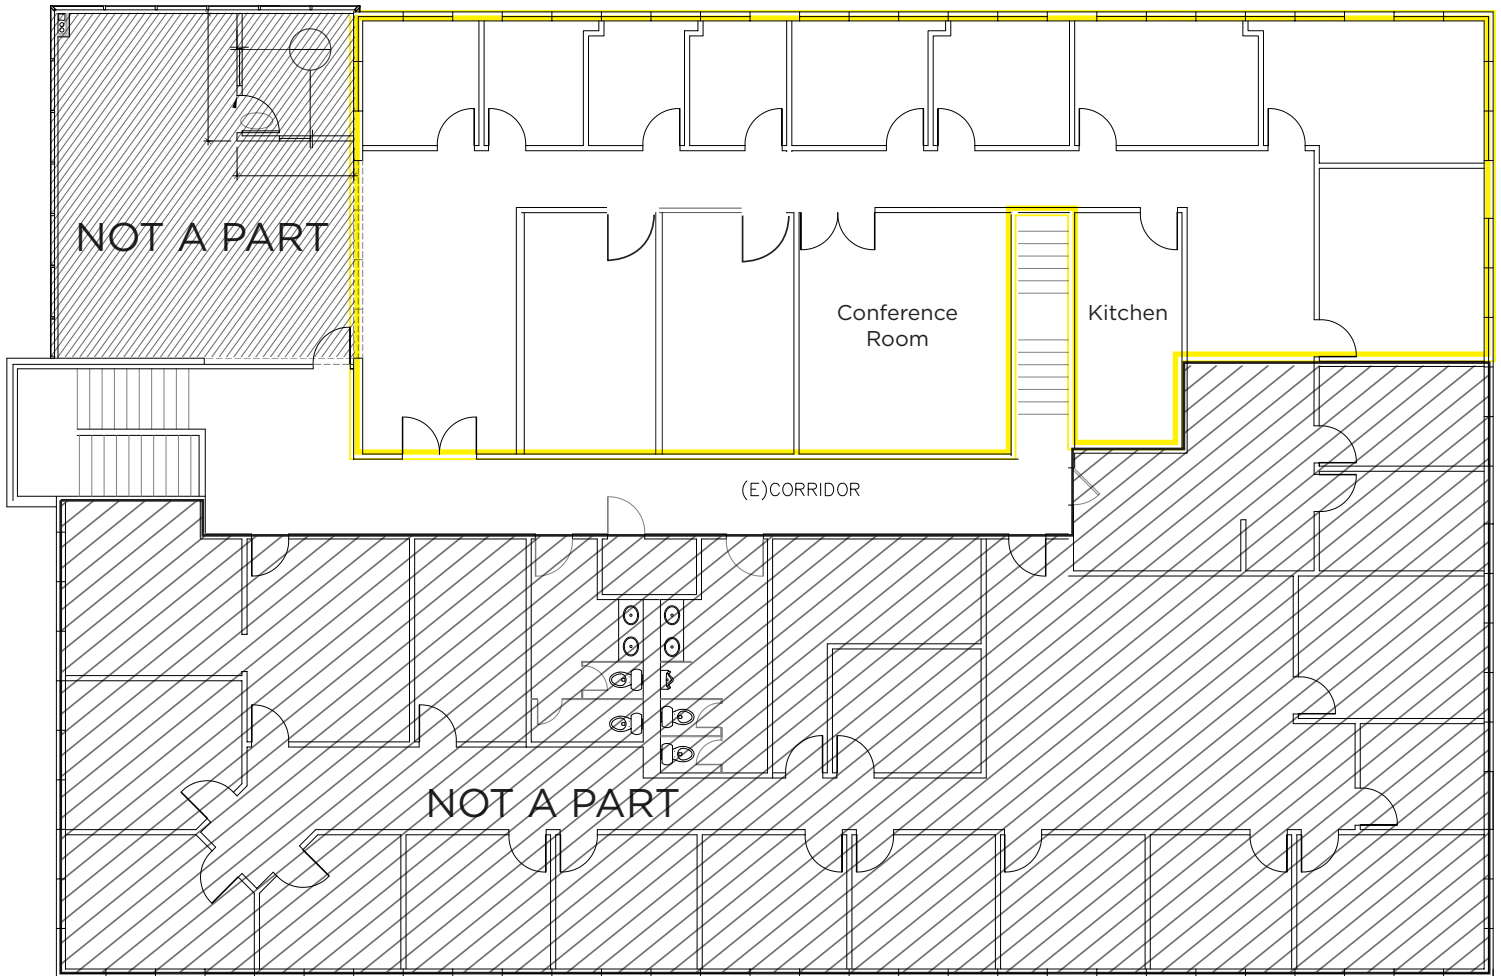 NOT A PART
Conference
Room
Kitchen
(E)CORRIDOR
NOT A PART